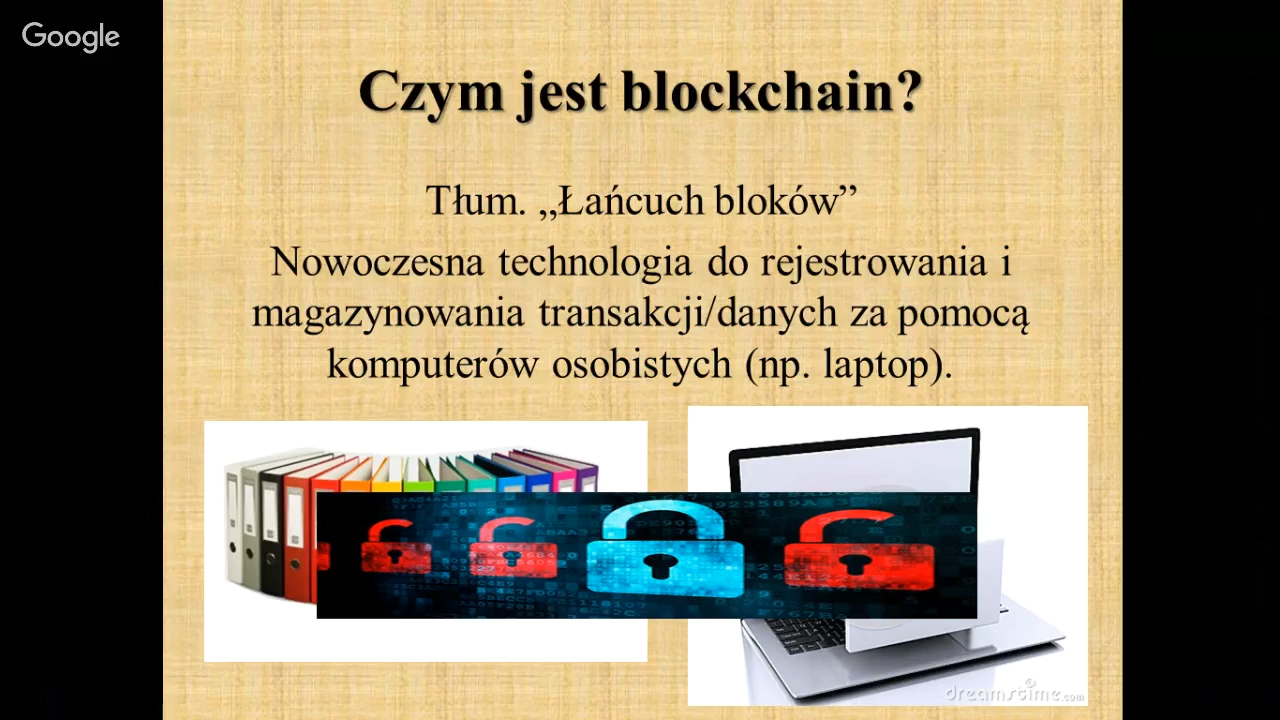 Google
Czym jest blockchain?
Tłum. „Łańcuch bloków”
Nowoczesna technologia do rejestrowania i
magazynowania transakcji/danych za pomocą
komputerów osobistych (np. laptop).
dreamstime.com